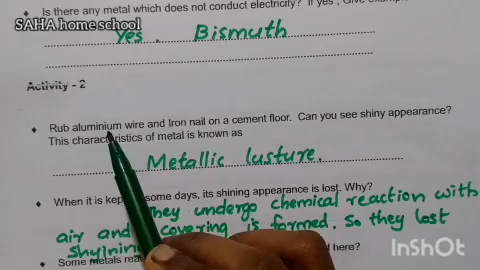 Is there any metal which does not conduct electricity? If yes, Give
SAHA home school
Yes, Bismuth
Activity - 2
Rub aluminium wire and Iron nail on a cement floor. Can you see shiny appearance?
This characteristics of metal is known as
Metallic lusture.
When it is kept some days, its shining appearance is lost. Why?
They undergo chemical reaction with
air and covering is formed. So they lost
Shyining
Some metals here?
InShOt